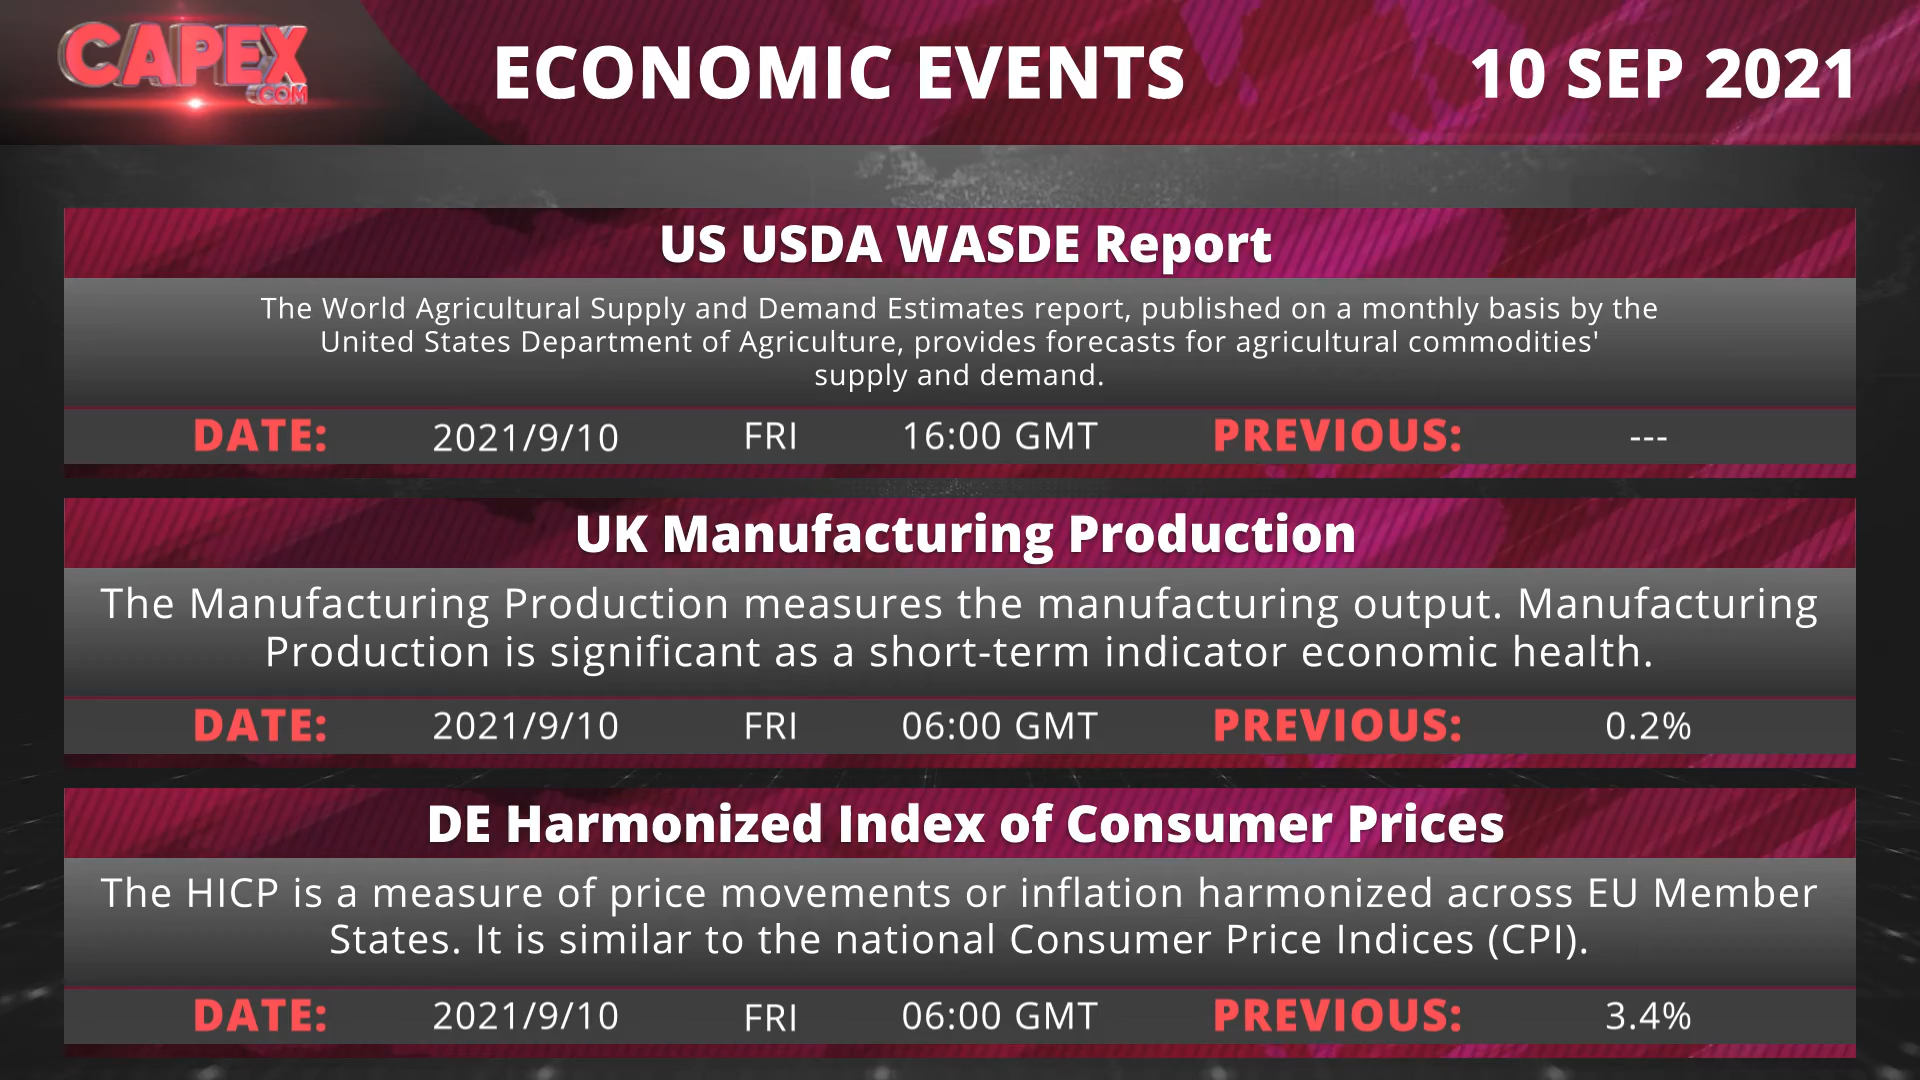 CAPEX
.COM
ECONOMIC EVENTS
10 SEP 2021
US USDA WASDE Report
The World Agricultural Supply and Demand Estimates report, published on a monthly basis by the
United States Department of Agriculture, provides forecasts for agricultural commodities'
supply and demand.
DATE: 2021/9/10 FRI 16:00 GMT PREVIOUS: ---
UK Manufacturing Production
The Manufacturing Production measures the manufacturing output. Manufacturing
Production is significant as a short-term indicator economic health.
DATE: 2021/9/10 FRI 06:00 GMT PREVIOUS: 0.2%
DE Harmonized Index of Consumer Prices
The HICP is a measure of price movements or inflation harmonized across EU Member
States. It is similar to the national Consumer Price Indices (CPI).
DATE: 2021/9/10 FRI 06:00 GMT PREVIOUS: 3.4%